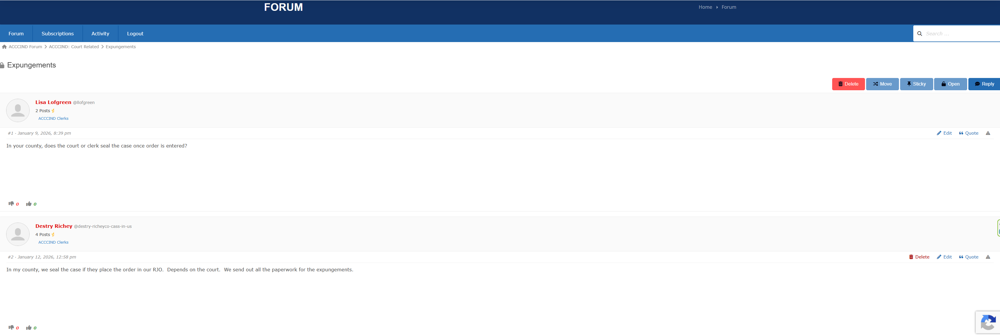 FORUM
Home Forum
Forum Subscriptions Activity Logout Search ...
ACCCIND Forum ACCCIND: Court Related Expungements
Expungements
Delete Move Sticky Open Reply
Lisa Lofgreen @llofgreen
2 Posts
ACCCIND Clerks
#1 · January 9, 2026, 8:39 pm Edit Quote
In your county, does the court or clerk seal the case once order is entered?
0 0
Destry Richey @destry-richeyco-cass-in-us
4 Posts
ACCCIND Clerks
#2 · January 12, 2026, 12:58 pm Delete Edit Quote
In my county, we seal the case if they place the order in our RJO.  Depends on the court.  We send out all the paperwork for the expungements.
0 0